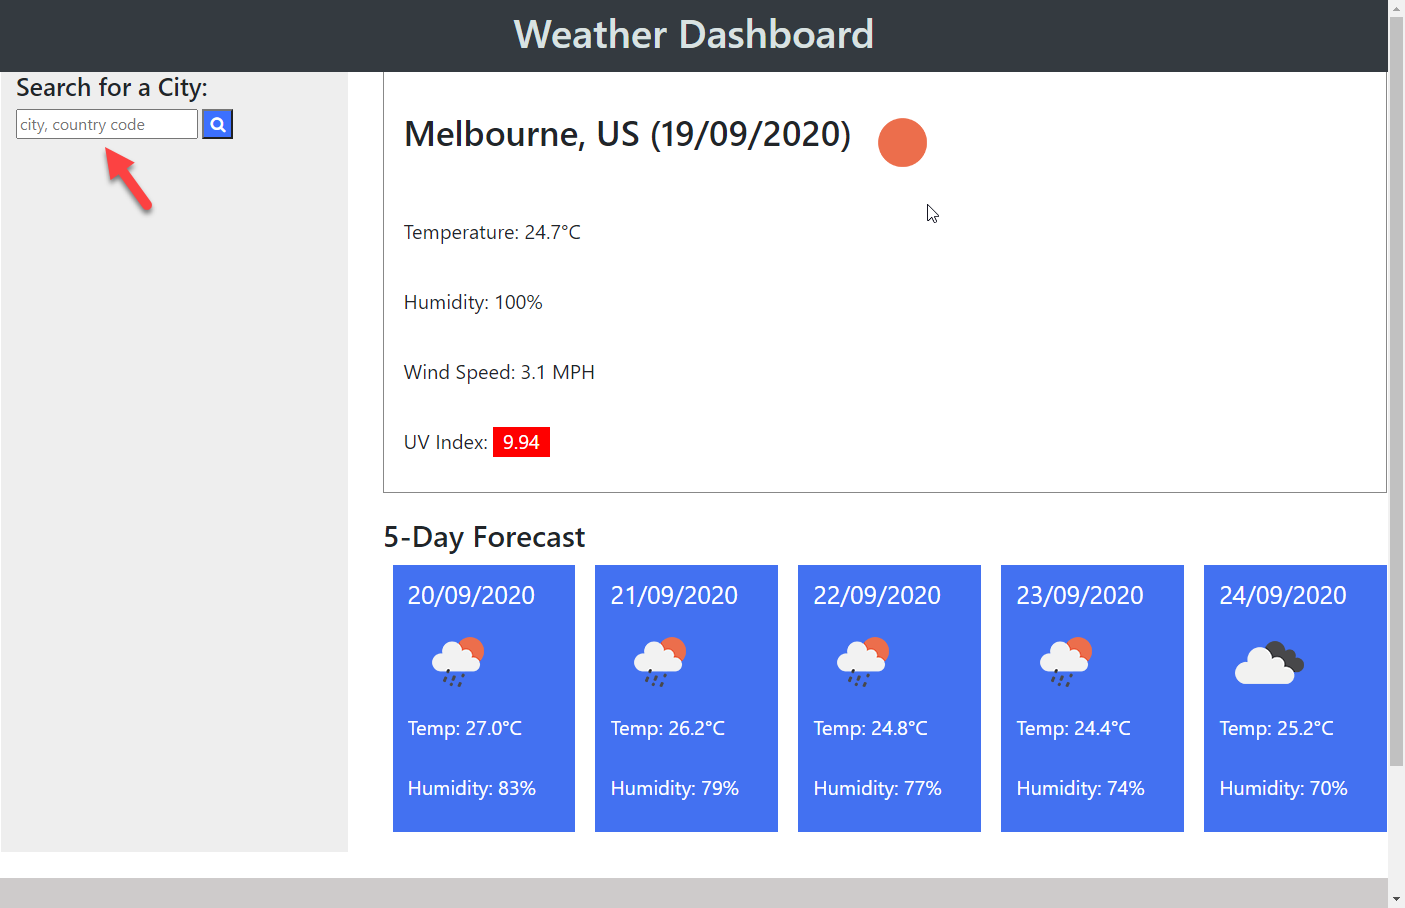 Weather Dashboard
Search for a City:
city, country code
Melbourne, US (19/09/2020)
Temperature: 24.7°C
Humidity: 100%
Wind Speed: 3.1 MPH
UV Index: 9.94
5-Day Forecast
20/09/2020
Temp: 27.0°C
Humidity: 83%
21/09/2020
Temp: 26.2°C
Humidity: 79%
22/09/2020
Temp: 24.8°C
Humidity: 77%
23/09/2020
Temp: 24.4°C
Humidity: 74%
24/09/2020
Temp: 25.2°C
Humidity: 70%